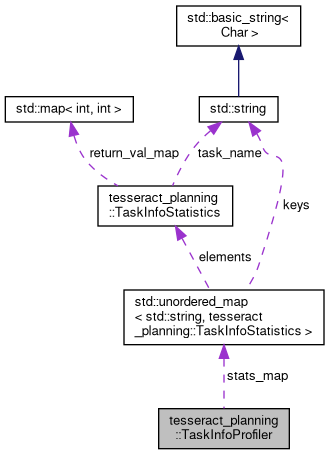 std::basic_string<
Char >
std::map< int, int >
std::string
return_val_map
task_name
tesseract_planning
::TaskInfoStatistics
keys
elements
std::unordered_map
< std::string, tesseract
_planning::TaskInfoStatistics >
stats_map
tesseract_planning
::TaskInfoProfiler